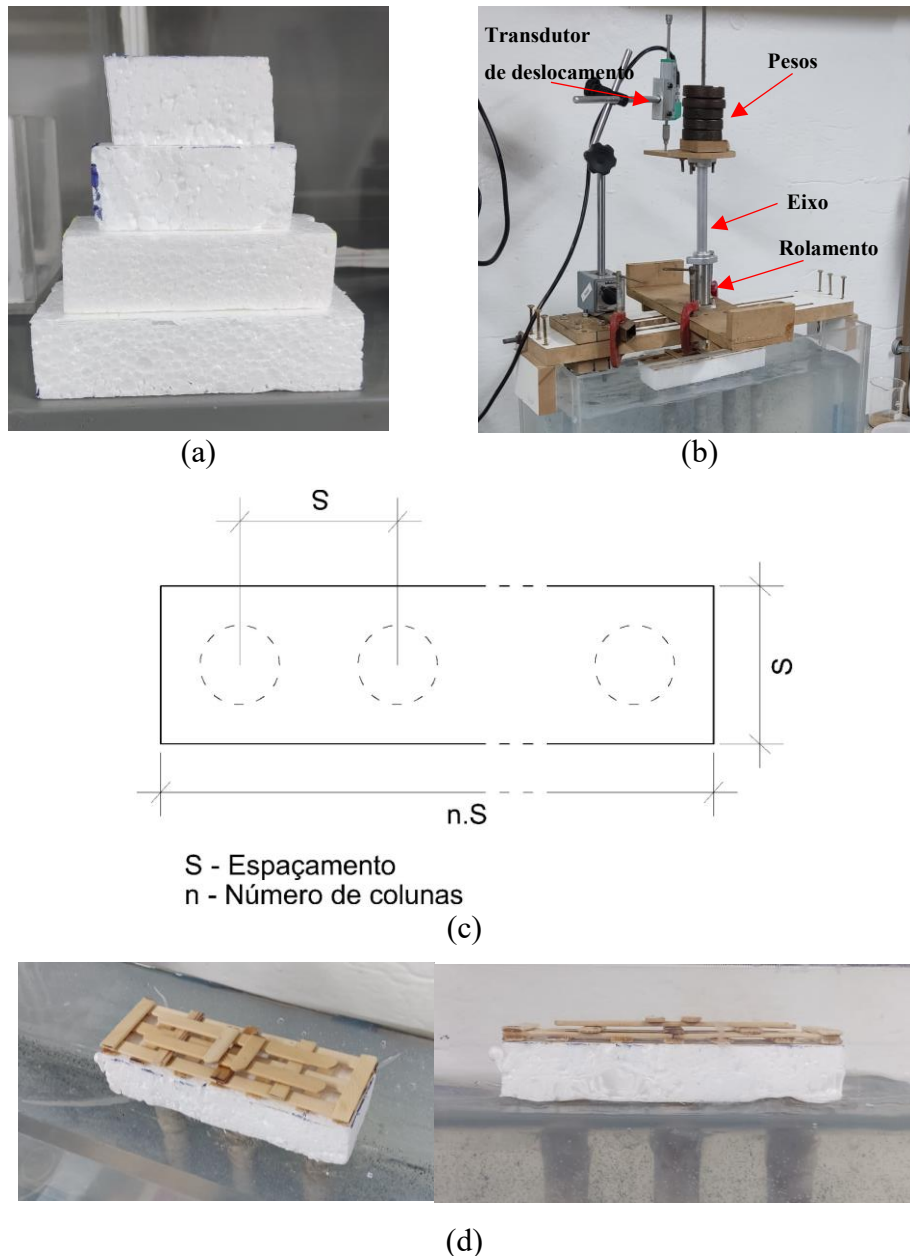 Transdutor
de deslocamento
Pesos
Eixo
Rolamento
(a)
(b)
S
S
n.S
S - Espaçamento
n - Número de colunas
(c)
(d)